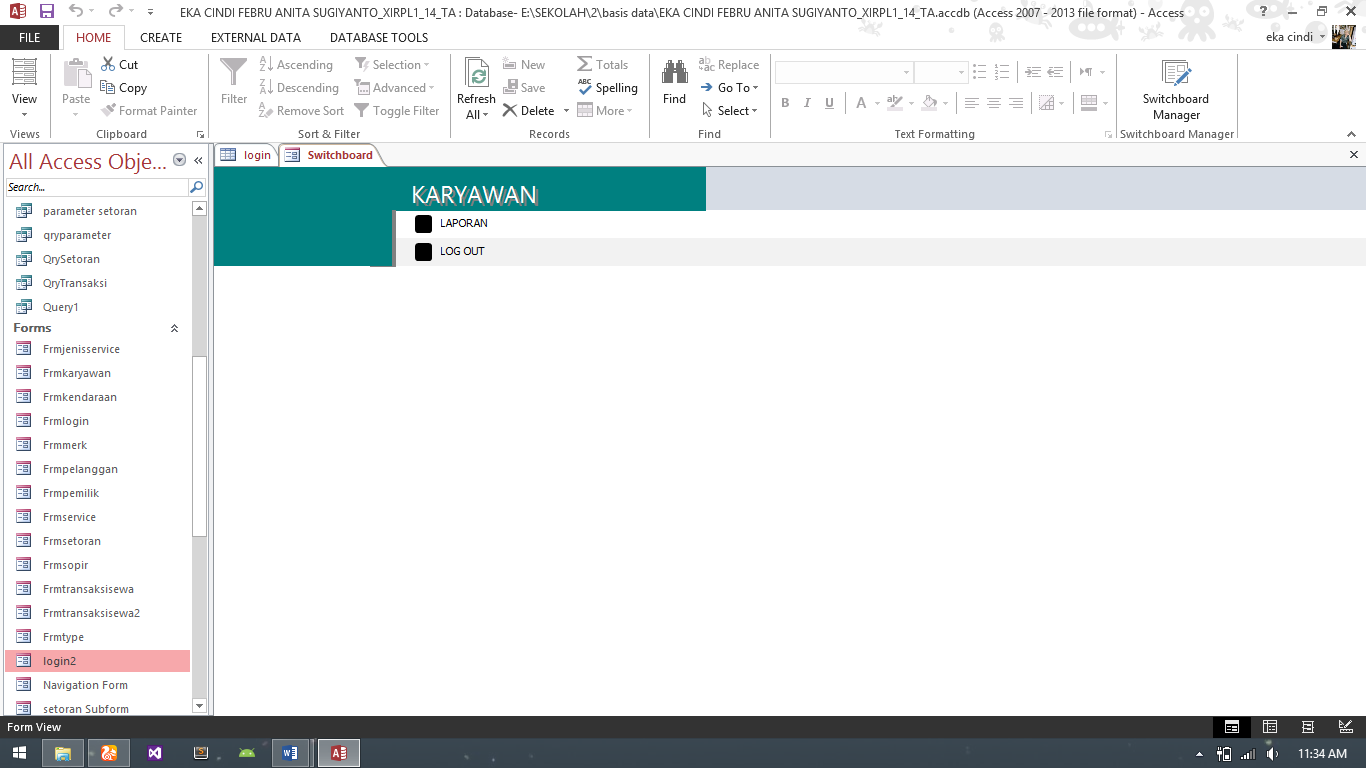 EKA CINDI FEBRU ANITA SUGIYANTO_XIRPL1_14_TA : Database- E:\SEKOLAH\2\basis data\EKA CINDI FEBRU ANITA SUGIYANTO_XIRPL1_14_TA.accdb (Access 2007 - 2013 file format) - Access
FILE HOME CREATE EXTERNAL DATA DATABASE TOOLS eka cindi
View
Views
Paste
Cut
Copy
Format Painter
Clipboard
Filter
Ascending
Descending
Remove Sort
Selection
Advanced
Toggle Filter
Sort & Filter
Refresh All
New
Save
Delete
Totals
Spelling
More
Records
Find
Replace
Go To
Select
Find
B I U A
Text Formatting
Switchboard Manager
Switchboard Manager
All Access Obje...
Search...
parameter setoran
qryparameter
QrySetoran
QryTransaksi
Query1
Forms
Frmjenisservice
Frmkaryawan
Frmkendaraan
Frmlogin
Frmmerk
Frmpelanggan
Frmpemilik
Frmservice
Frmsetoran
Frmsopir
Frmtransaksisewa
Frmtransaksisewa2
Frmtype
login2
Navigation Form
setoran Subform
login Switchboard
KARYAWAN
LAPORAN
LOG OUT
Form View
11:34 AM